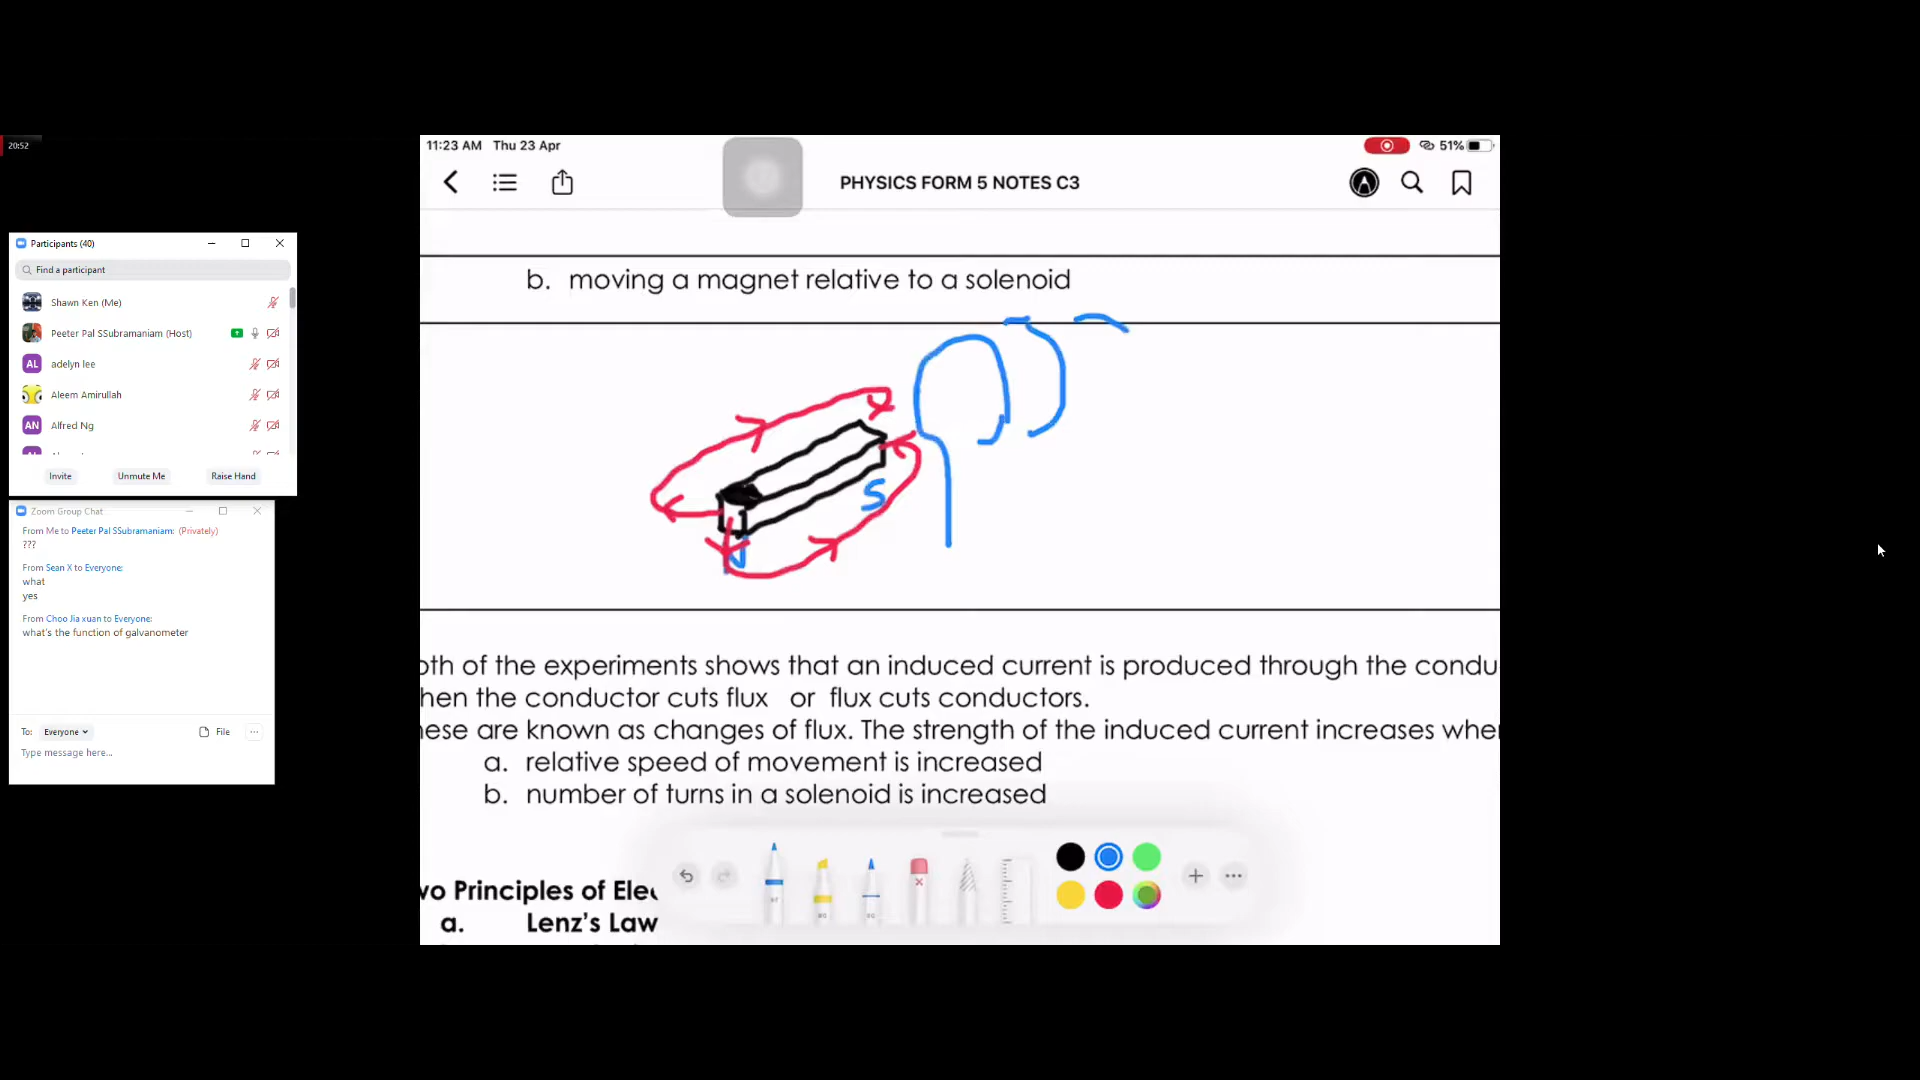 20:52
Participants (40)
Find a participant
Shawn Ken (Me)
Peeter Pal SSubramaniam (Host)
AL adelyn lee
Aleem Amirullah
AN Alfred Ng
Invite Unmute Me Raise Hand
Zoom Group Chat
From Me to Peeter Pal SSubramaniam: (Privately)
???
From Sean X to Everyone:
what
yes
From Choo Jia xuan to Everyone:
what's the function of galvanometer
To: Everyone File
Type message here...
11:23 AM Thu 23 Apr 51%
PHYSICS FORM 5 NOTES C3
b. moving a magnet relative to a solenoid
S
N
oth of the experiments shows that an induced current is produced through the condu
hen the conductor cuts flux or flux cuts conductors.
hese are known as changes of flux. The strength of the induced current increases whe
a. relative speed of movement is increased
b. number of turns in a solenoid is increased
wo Principles of Elec
a. Lenz's Law